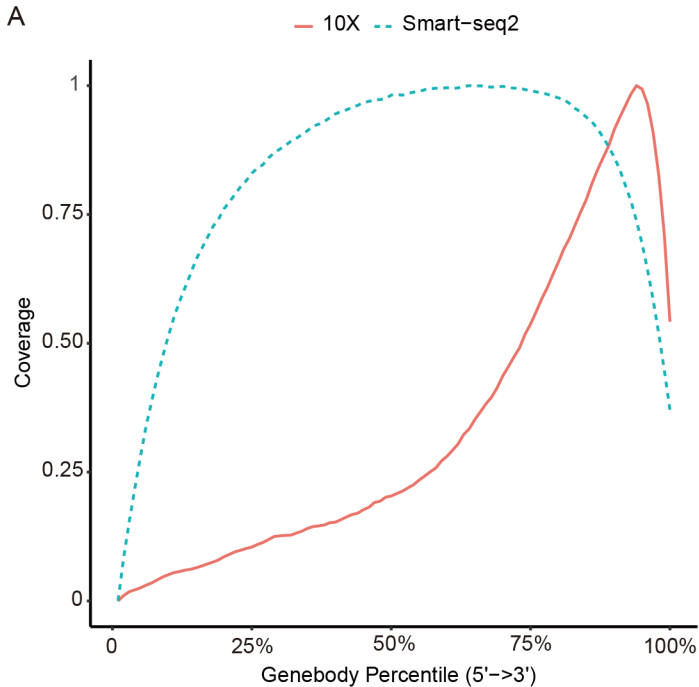 A
10X Smart−seq2
1
0.75
0.50
0.25
0
Coverage
0 25% 50% 75% 100%
Genebody Percentile (5'−>3')